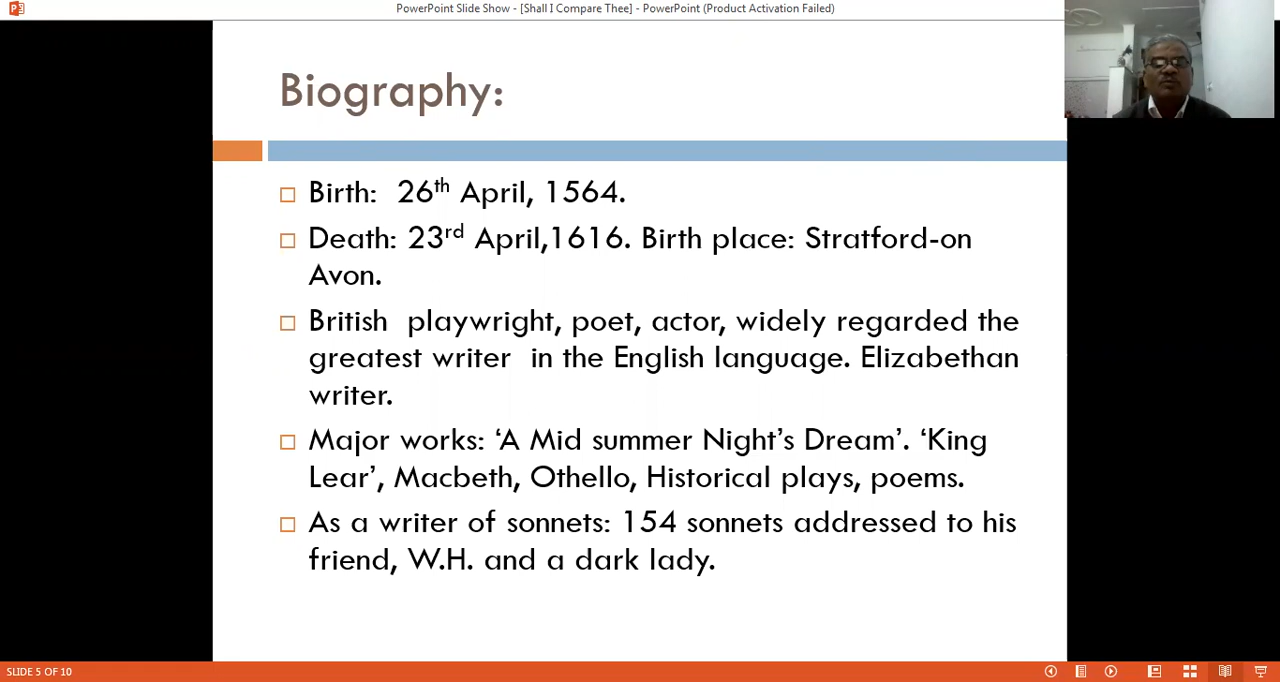 PowerPoint Slide Show - [Shall I Compare Thee] - PowerPoint (Product Activation Failed)
Biography:
Birth: 26th April, 1564.
Death: 23rd April,1616. Birth place: Stratford-on
Avon.
British playwright, poet, actor, widely regarded the
greatest writer in the English language. Elizabethan
writer.
Major works: ‘A Mid summer Night’s Dream’. ‘King
Lear’, Macbeth, Othello, Historical plays, poems.
As a writer of sonnets: 154 sonnets addressed to his
friend, W.H. and a dark lady.
SLIDE 5 OF 10